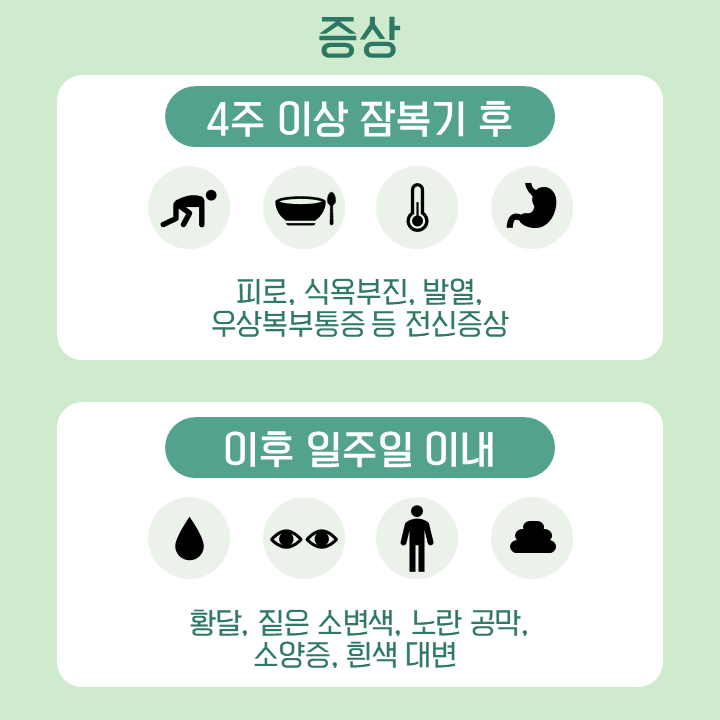 증상
4주 이상 잠복기 후
피로, 식욕부진, 발열,
우상복부통증 등 전신증상
이후 일주일 이내
황달, 짙은 소변색, 노란 공막,
소양증, 흰색 대변